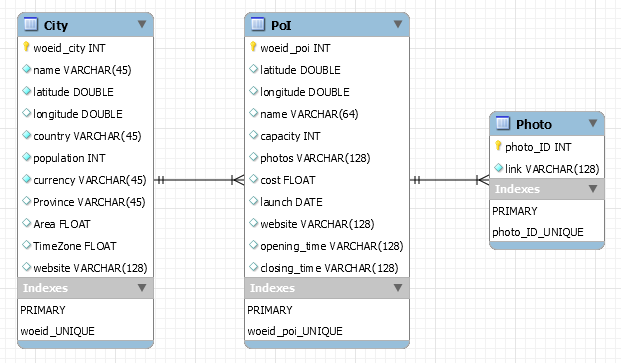 City
woeid_city INT
name VARCHAR(45)
latitude DOUBLE
longitude DOUBLE
country VARCHAR(45)
population INT
currency VARCHAR(45)
Province VARCHAR(45)
Area FLOAT
TimeZone FLOAT
website VARCHAR(128)
Indexes
PRIMARY
woeid_UNIQUE
PoI
woeid_poi INT
latitude DOUBLE
longitude DOUBLE
name VARCHAR(64)
capacity INT
photos VARCHAR(128)
cost FLOAT
launch DATE
website VARCHAR(128)
opening_time VARCHAR(128)
closing_time VARCHAR(128)
Indexes
PRIMARY
woeid_poi_UNIQUE
Photo
photo_ID INT
link VARCHAR(128)
Indexes
PRIMARY
photo_ID_UNIQUE